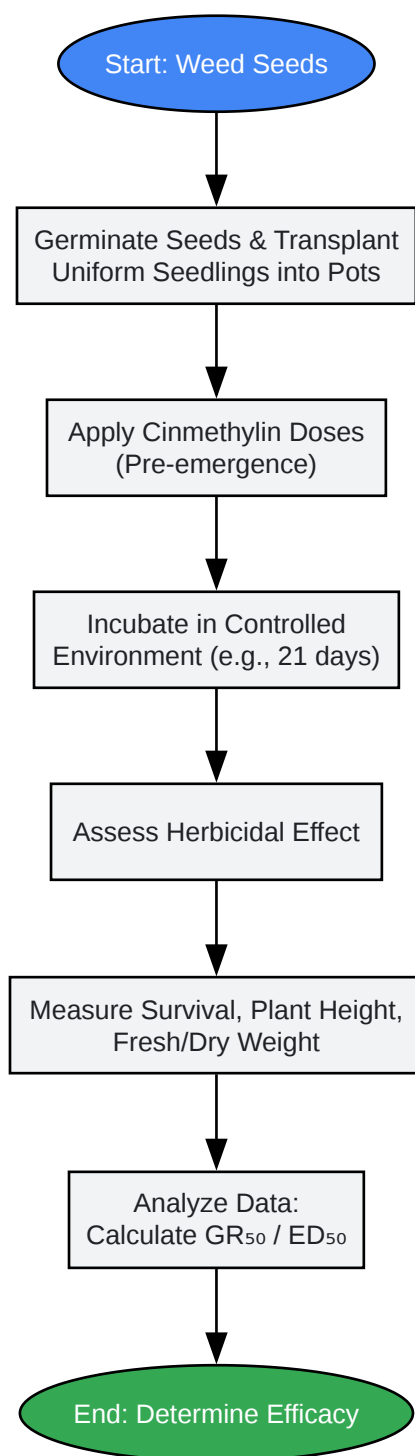 Start: Weed Seeds
Germinate Seeds & Transplant
Uniform Seedlings into Pots
Apply Cinmethylin Doses
(Pre-emergence)
Incubate in Controlled
Environment (e.g., 21 days)
Assess Herbicidal Effect
Measure Survival, Plant Height,
Fresh/Dry Weight
Analyze Data:
Calculate GR₅₀ / ED₅₀
End: Determine Efficacy